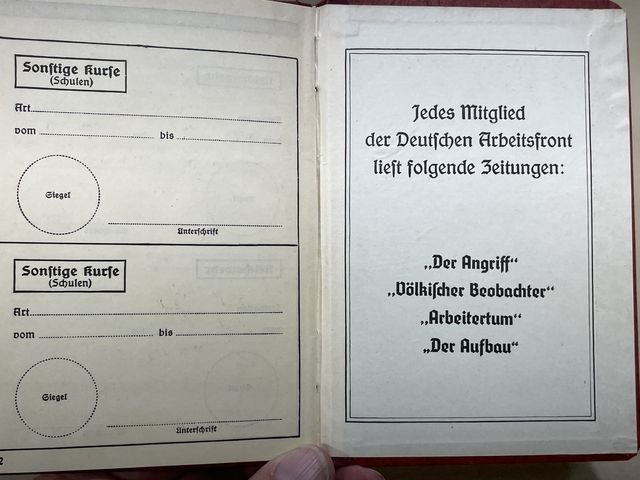 Sonſtige Kurſe
(Schulen)
Art
vom bis
Siegel
Unterſchrift
Sonſtige Kurſe
(Schulen)
Art
vom bis
Siegel
Unterſchrift
2
Jedes Mitglied
der Deutſchen Arbeitsfront
lieſt folgende Zeitungen:
„Der Angriff“
„Völkiſcher Beobachter“
„Arbeitertum“
„Der Aufbau“